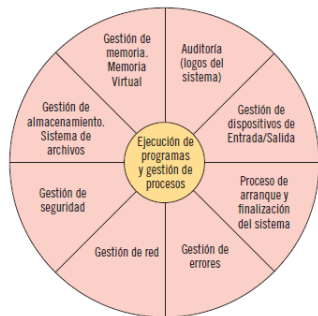 Gestión de
memoria.
Memoria
Virtual
Auditoría
(logos del
sistema)
Gestión de
dispositivos de
Entrada/Salida
Proceso de
arranque y
finalización
del sistema
Gestión de
errores
Gestión de red
Gestión de
seguridad
Gestión de
almacenamiento.
Sistema de
archivos
Ejecución de
programas
y gestión de
procesos